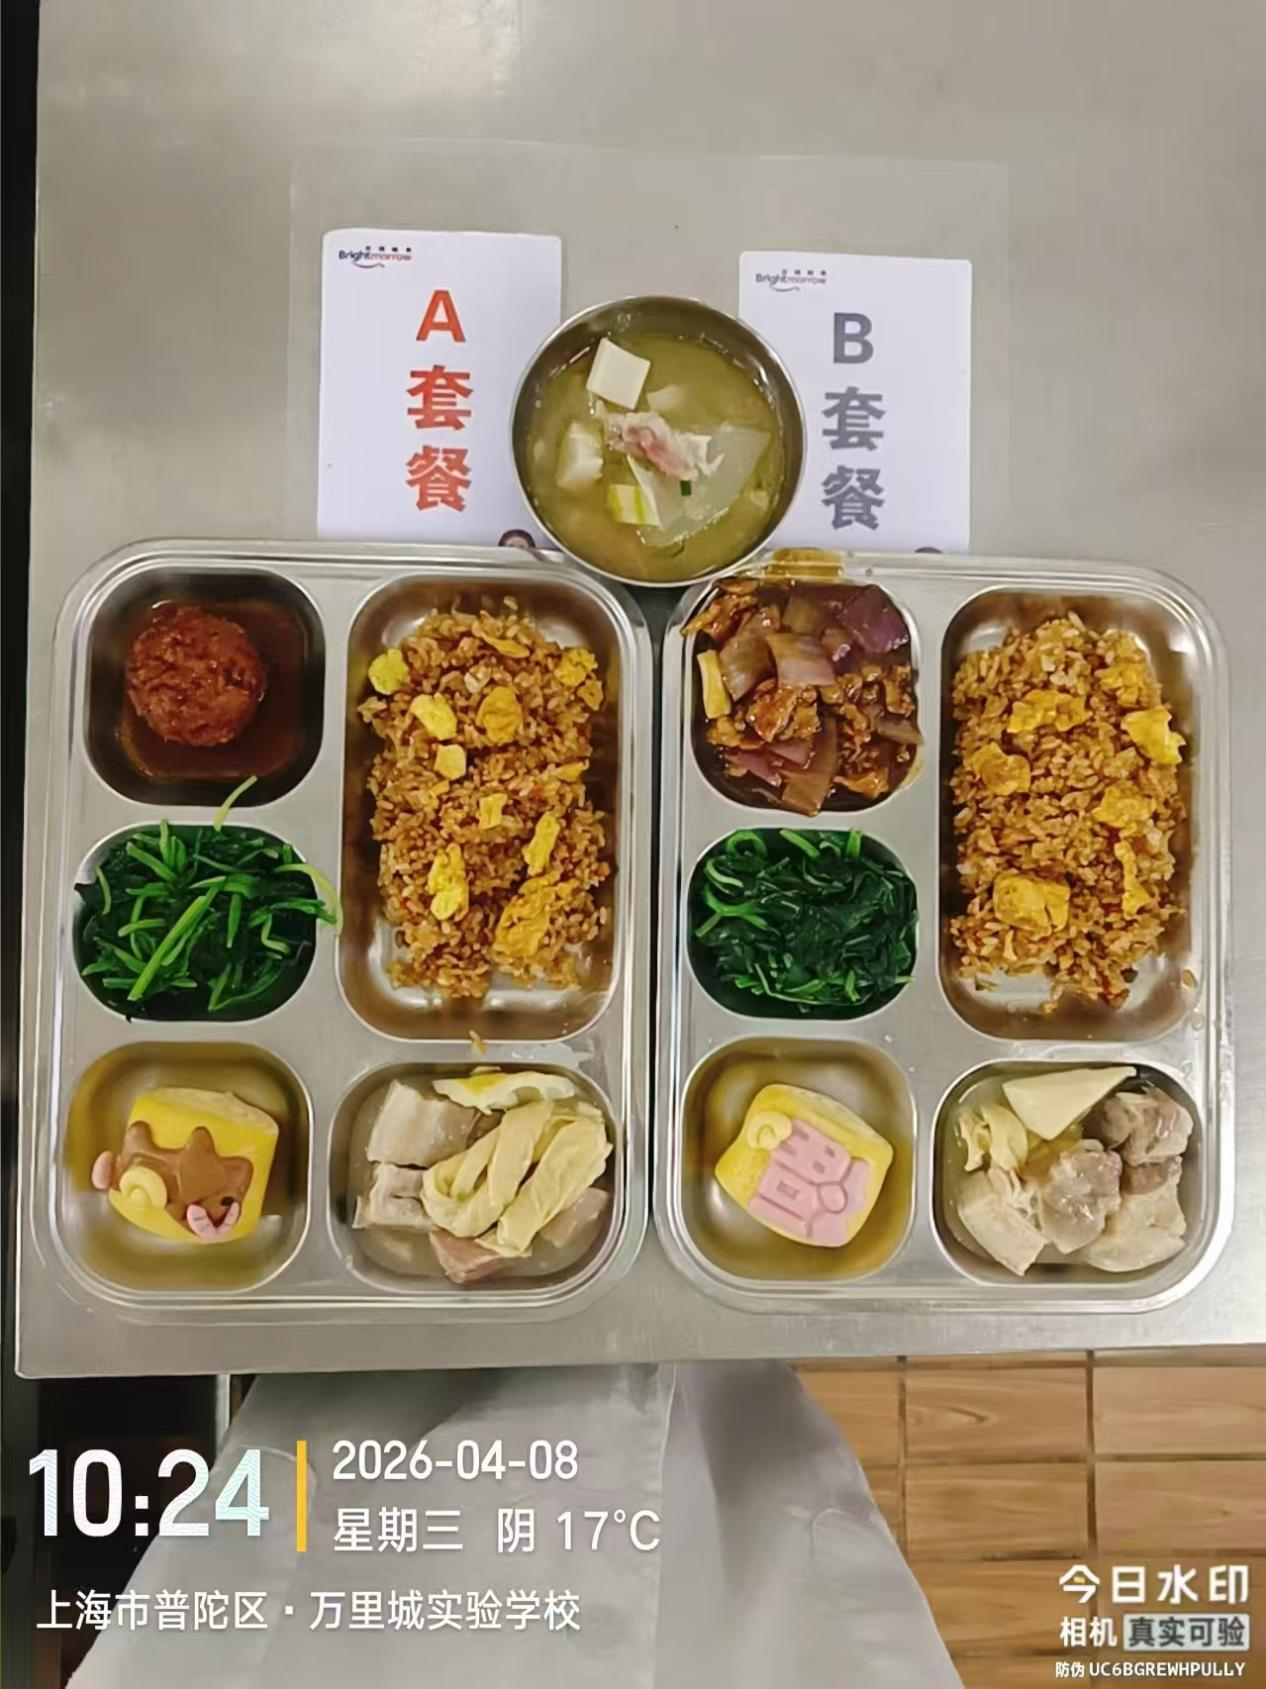 Brightmorrow
A
套
餐
Brightmorrow
B
套
餐
10:24
2026-04-08
星期三 阴 17°C
上海市普陀区·万里城实验学校
今日水印
相机 真实可验
防伪 UC6BGREWHPULLY